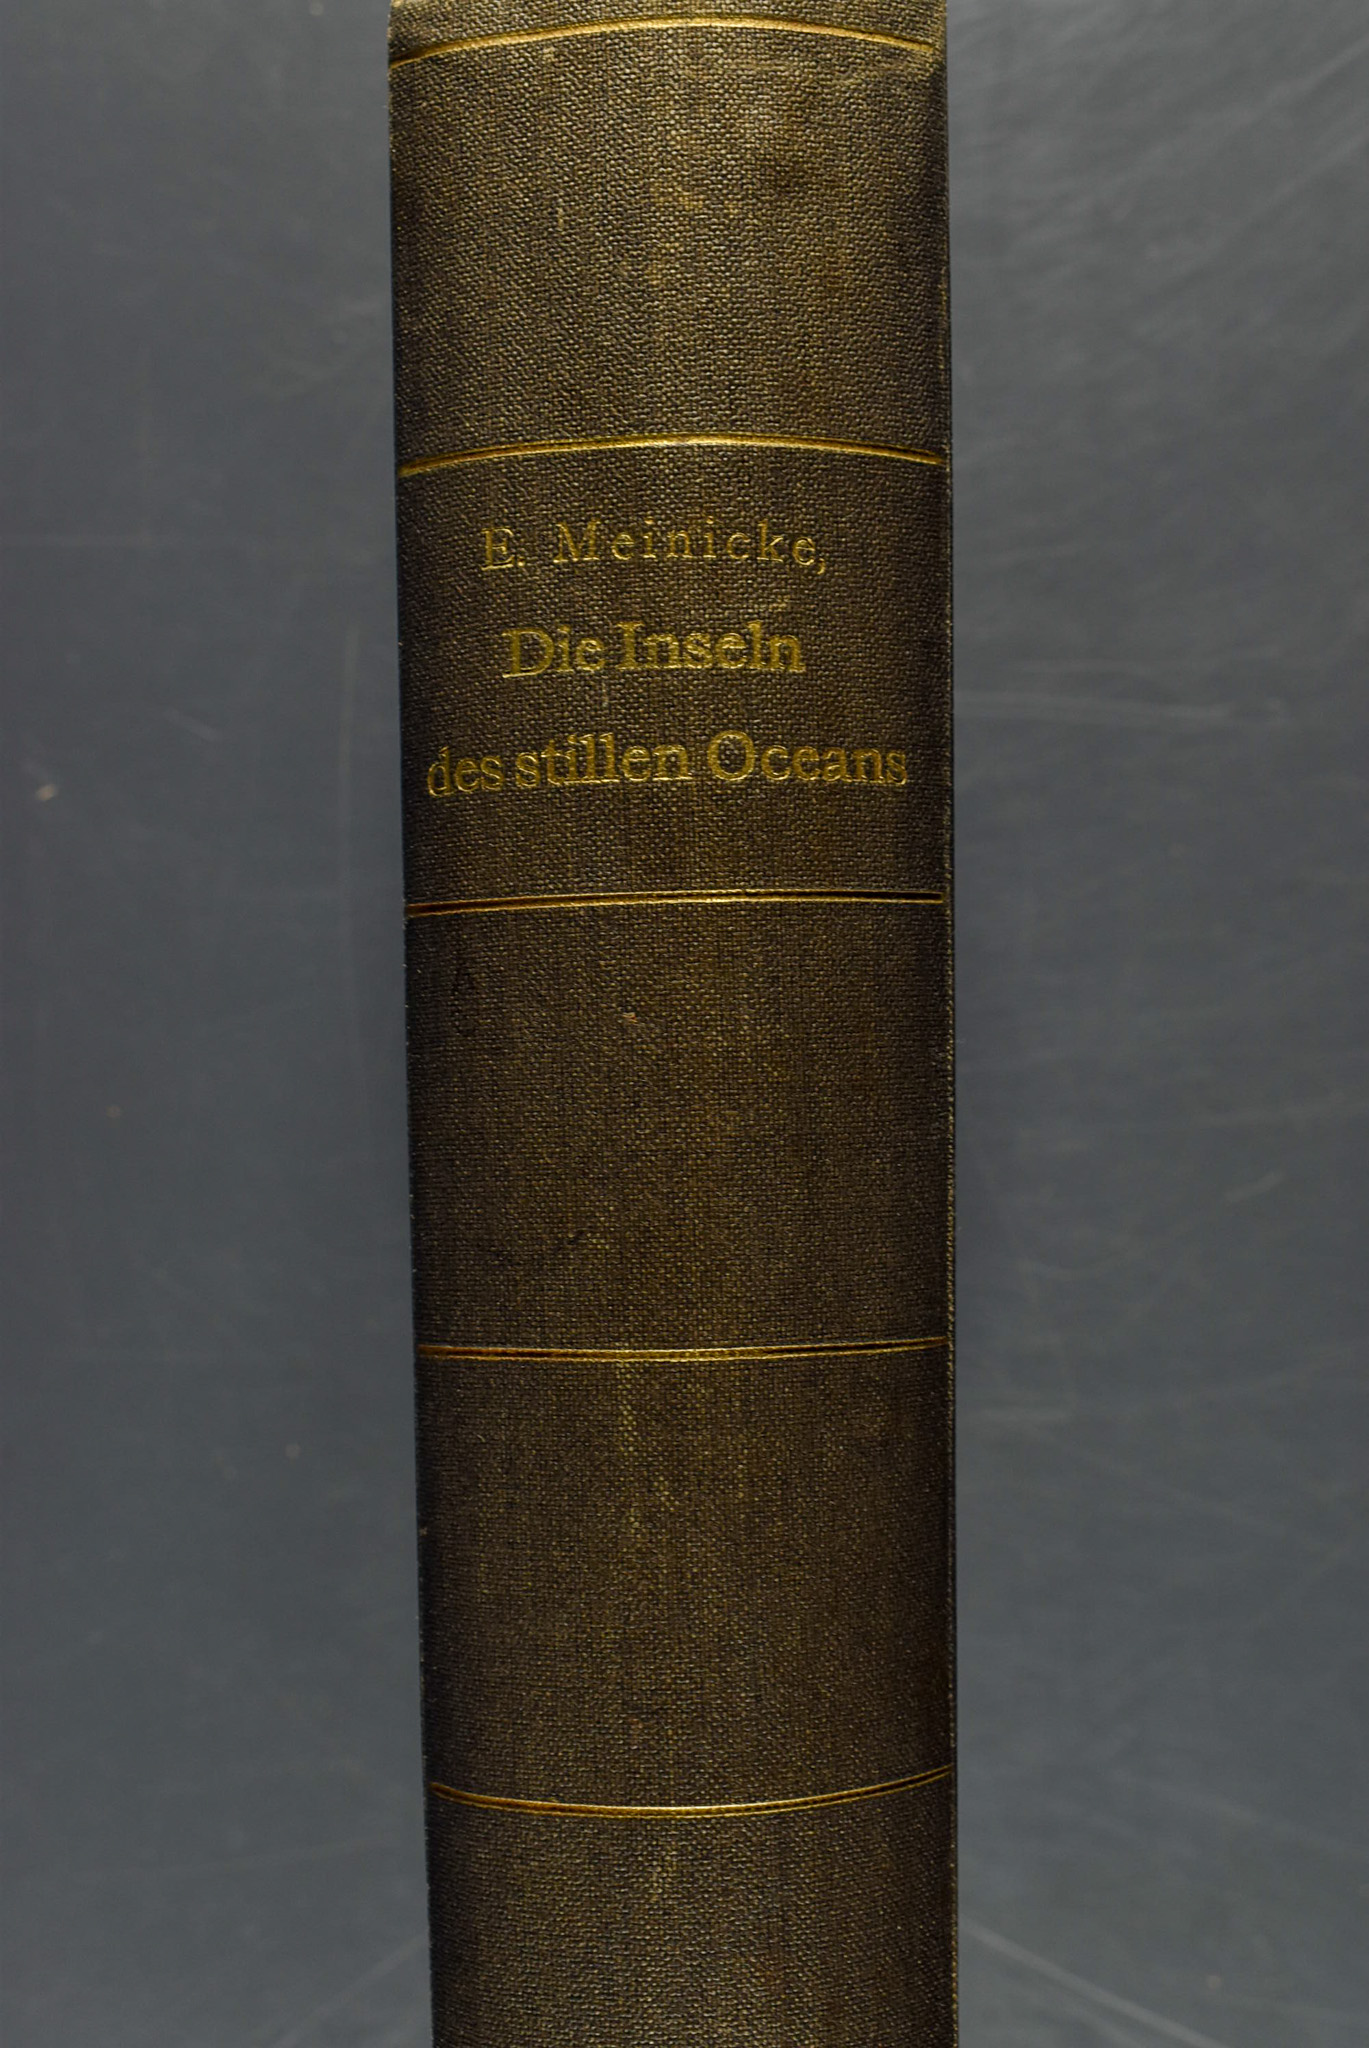 E. Meinicke,
Die Inseln
des stillen Oceans